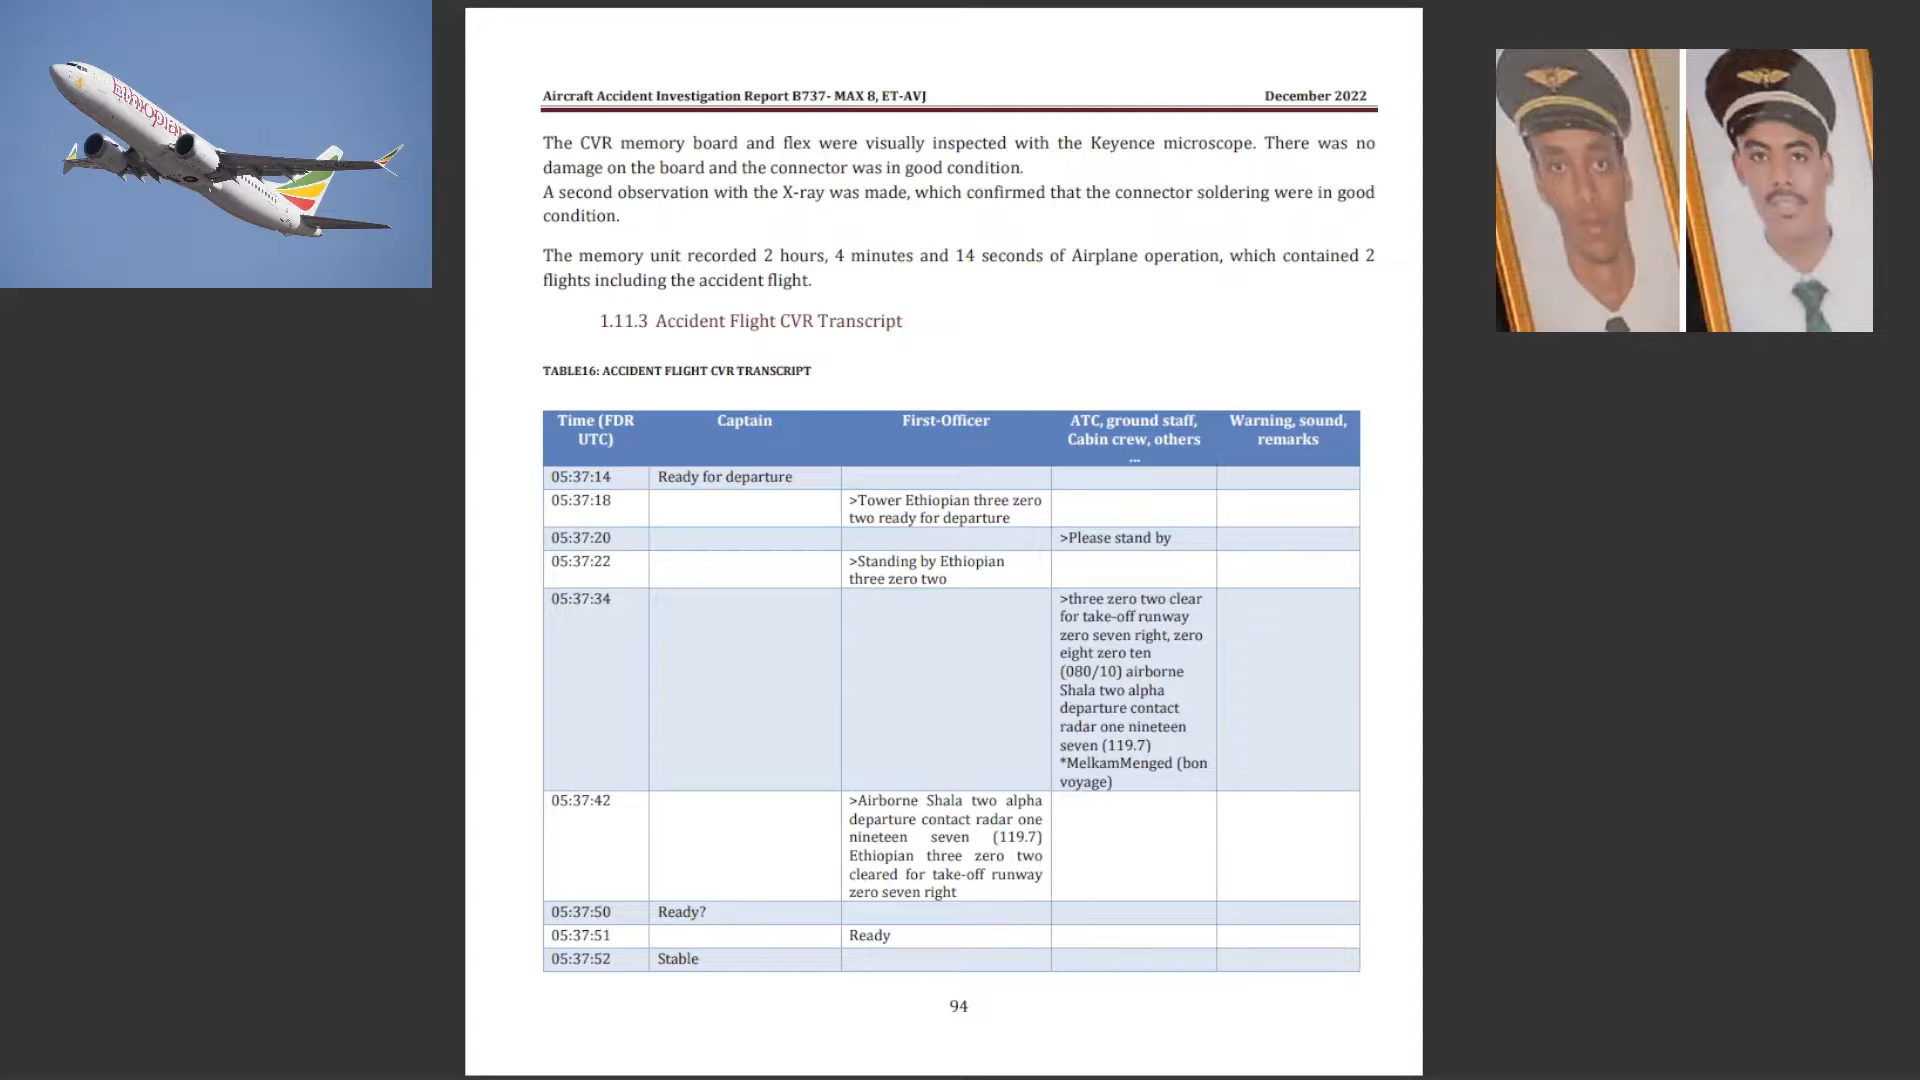 Ethiopian
Aircraft Accident Investigation Report B737- MAX 8, ET-AVJ December 2022
The CVR memory board and flex were visually inspected with the Keyence microscope. There was no
damage on the board and the connector was in good condition.
A second observation with the X-ray was made, which confirmed that the connector soldering were in good
condition.
The memory unit recorded 2 hours, 4 minutes and 14 seconds of Airplane operation, which contained 2
flights including the accident flight.
1.11.3 Accident Flight CVR Transcript
TABLE16: ACCIDENT FLIGHT CVR TRANSCRIPT
Time (FDR Captain First-Officer ATC, ground staff, Warning, sound,
UTC) Cabin crew, others remarks
...
05:37:14 Ready for departure
05:37:18 >Tower Ethiopian three zero
two ready for departure
05:37:20 >Please stand by
05:37:22 >Standing by Ethiopian
three zero two
05:37:34 >three zero two clear
for take-off runway
zero seven right, zero
eight zero ten
(080/10) airborne
Shala two alpha
departure contact
radar one nineteen
seven (119.7)
*MelkamMenged (bon
voyage)
05:37:42 >Airborne Shala two alpha
departure contact radar one
nineteen seven (119.7)
Ethiopian three zero two
cleared for take-off runway
zero seven right
05:37:50 Ready?
05:37:51 Ready
05:37:52 Stable
94